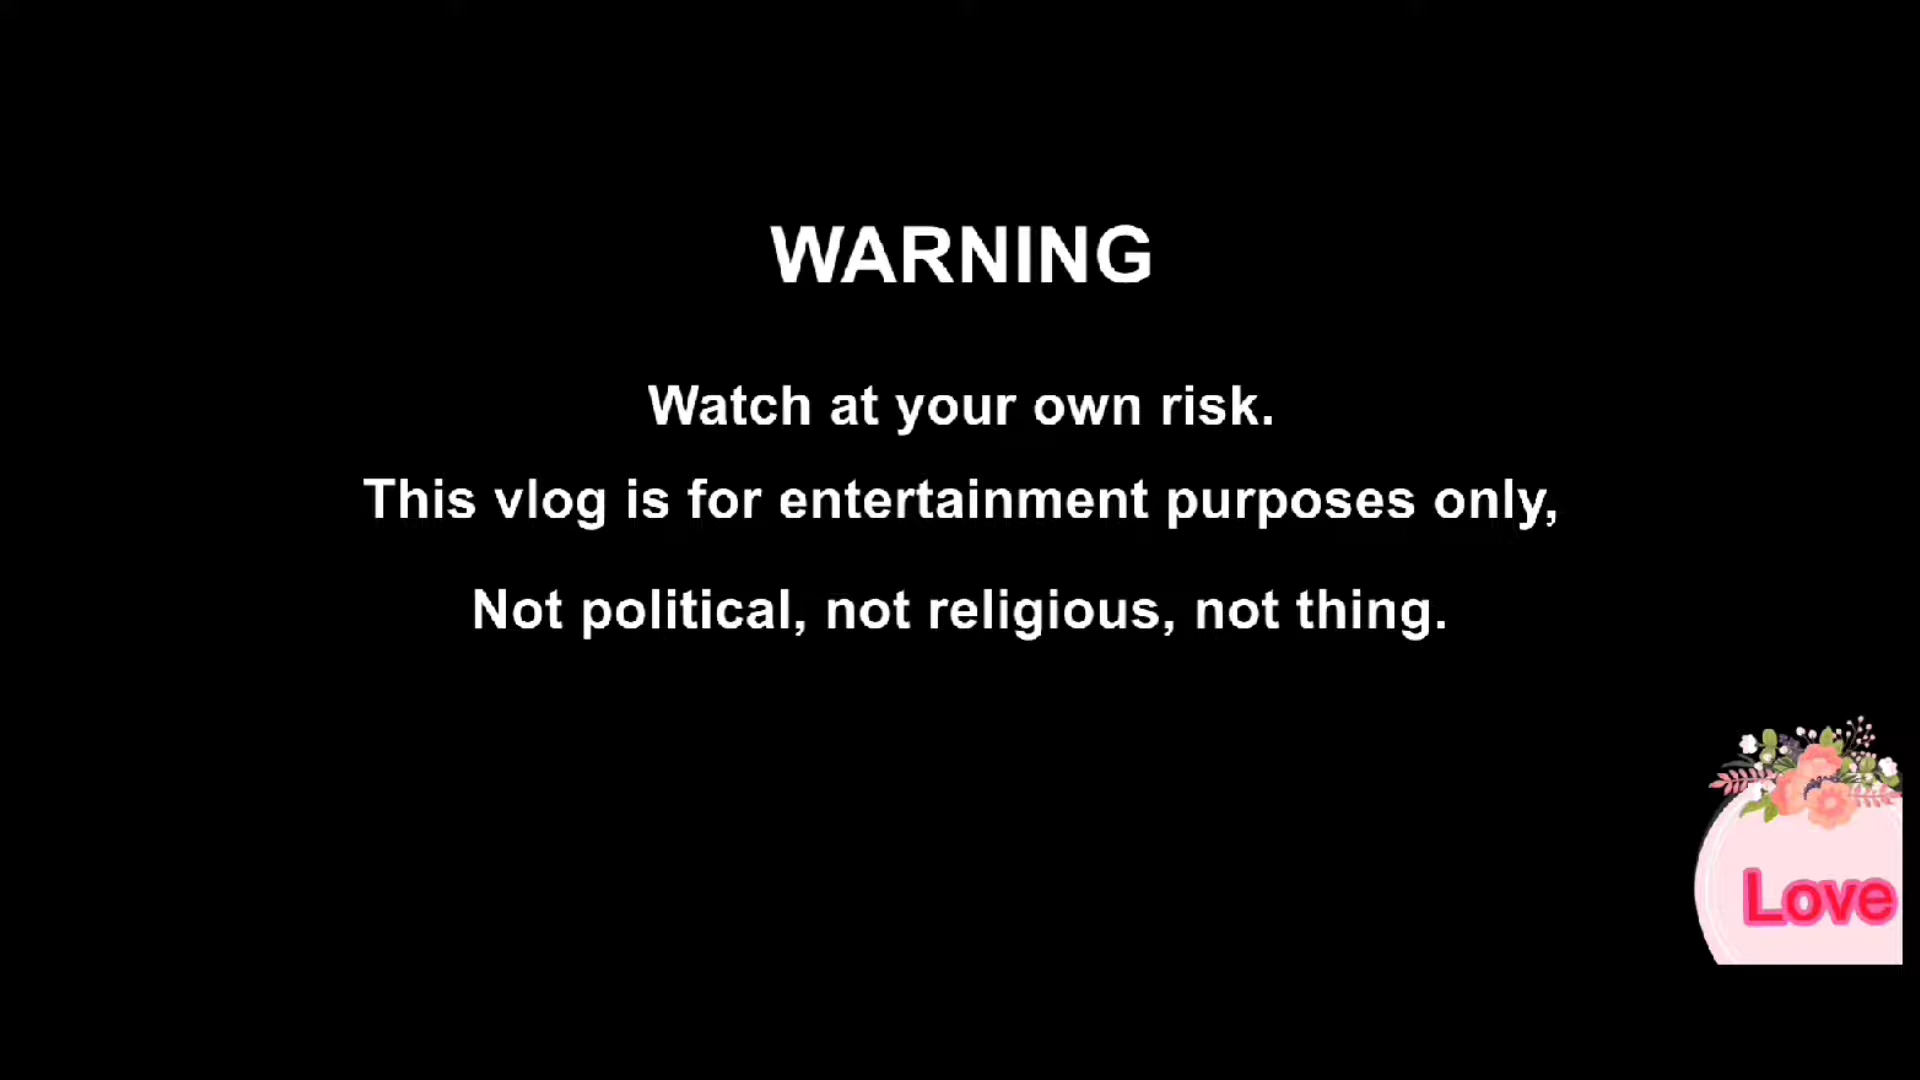 WARNING
Watch at your own risk.
This vlog is for entertainment purposes only,
Not political, not religious, not thing.
Love